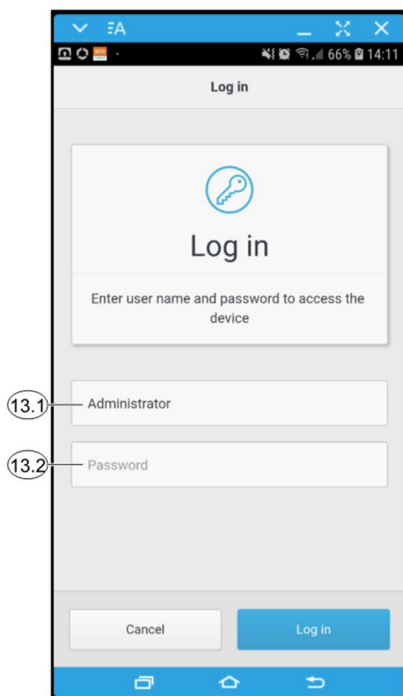 ΞA
66% 14:11
Log in
Log in
Enter user name and password to access the
device
13.1
Administrator
13.2
Password
Cancel
Log in